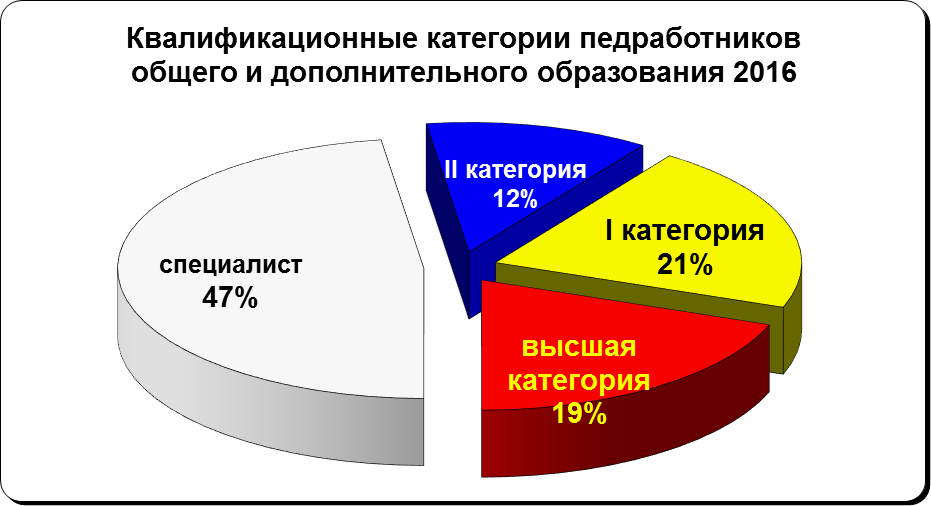 Квалификационные категории педработников
общего и дополнительного образования 2016
II категория
12%
I категория
21%
специалист
47%
высшая
категория
19%